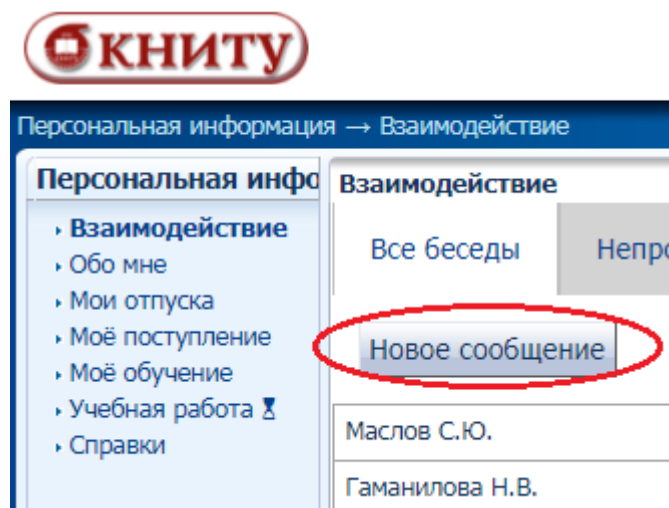 КНИТУ
Персональная информация → Взаимодействие
Персональная инфо
Взаимодействие
Обо мне
Мои отпуска
Моё поступление
Моё обучение
Учебная работа
Справки
Взаимодействие
Все беседы
Непро
Новое сообщение
Маслов С.Ю.
Гаманилова Н.В.